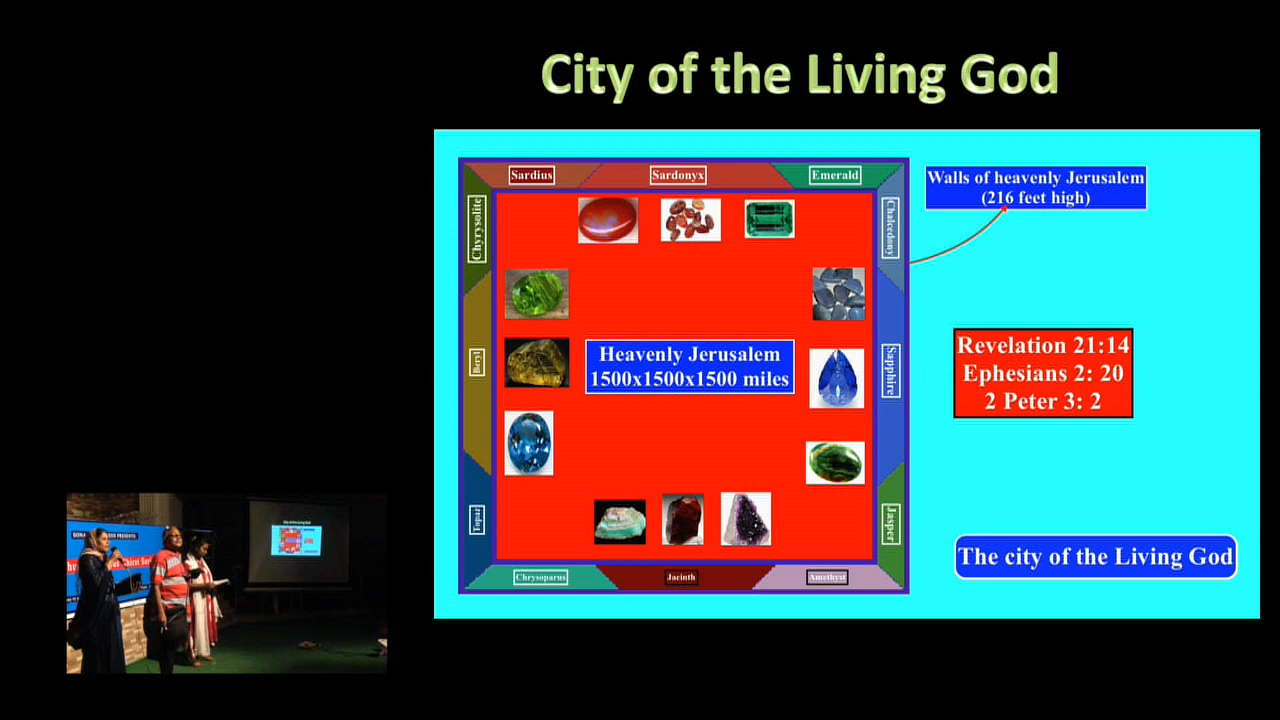 City of the Living God
Sardius
Sardonyx
Emerald
Walls of heavenly Jerusalem
(216 feet high)
Chyrysolite
Chalcedony
Beryl
Heavenly Jerusalem
1500x1500x1500 miles
Sapphire
Revelation 21:14
Ephesians 2: 20
2 Peter 3: 2
Topaz
Jasper
Chrysoparus
Jacinth
Amethyst
The city of the Living God
PRESENTS